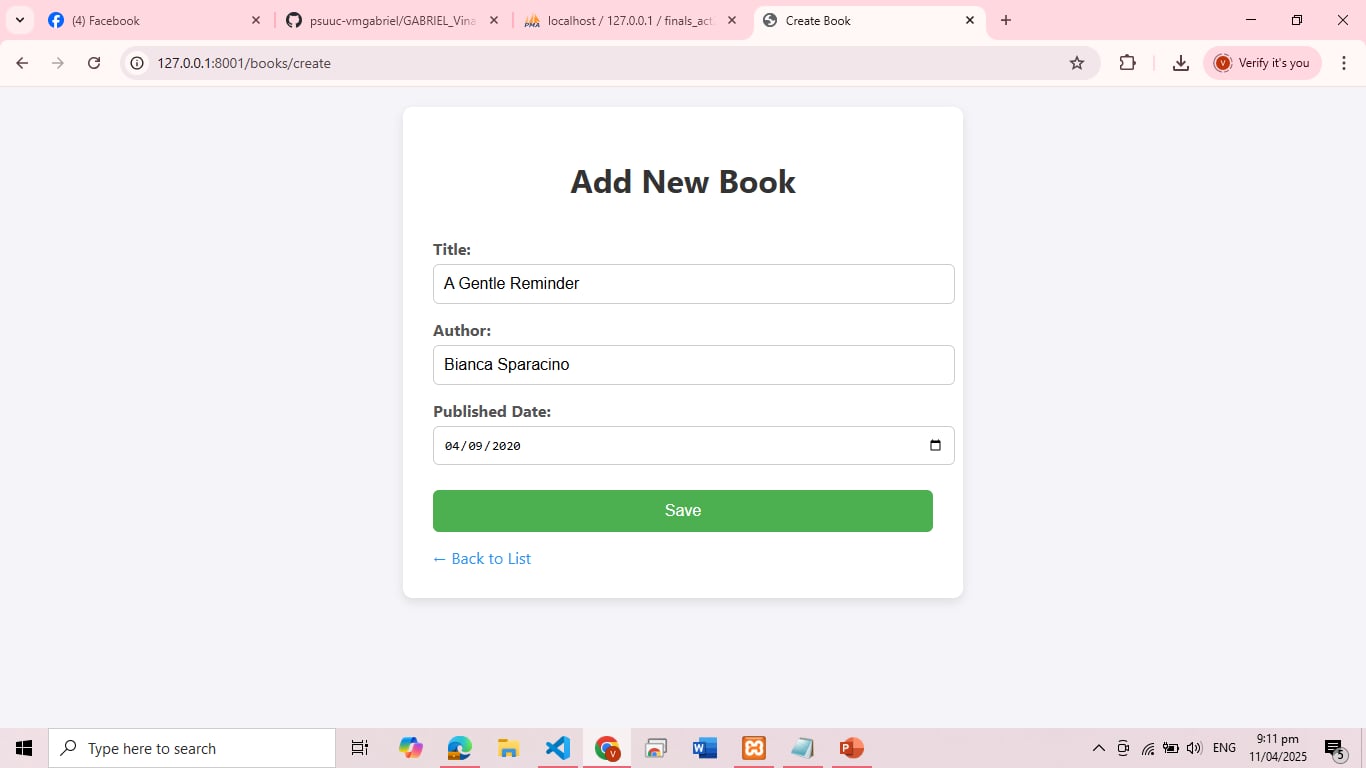 (4) Facebook
psuuc-vmgabriel/GABRIEL_Vina
localhost / 127.0.0.1 / finals_act
Create Book
127.0.0.1:8001/books/create
V
Verify it's you
Add New Book
Title:
A Gentle Reminder
Author:
Bianca Sparacino
Published Date:
04/09/2020
Save
← Back to List
Type here to search
ENG
9:11 pm
11/04/2025
5